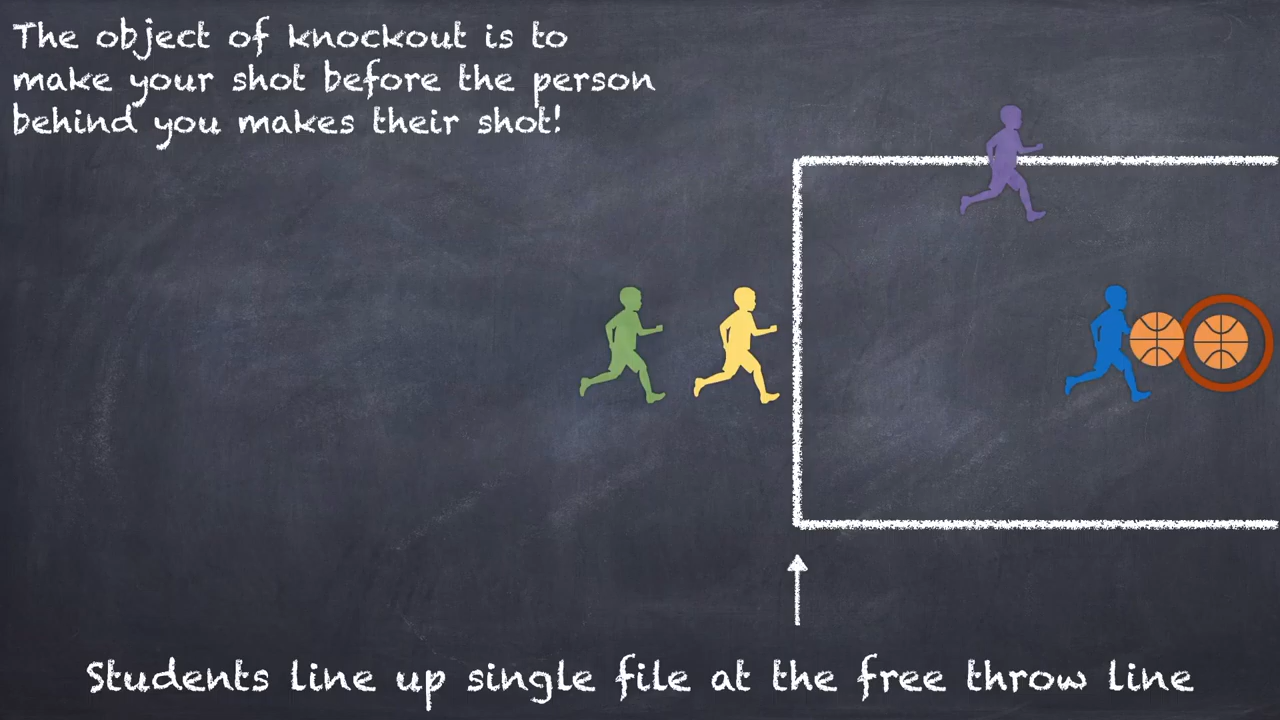 The object of knockout is to
make your shot before the person
behind you makes their shot!
Students line up single file at the free throw line